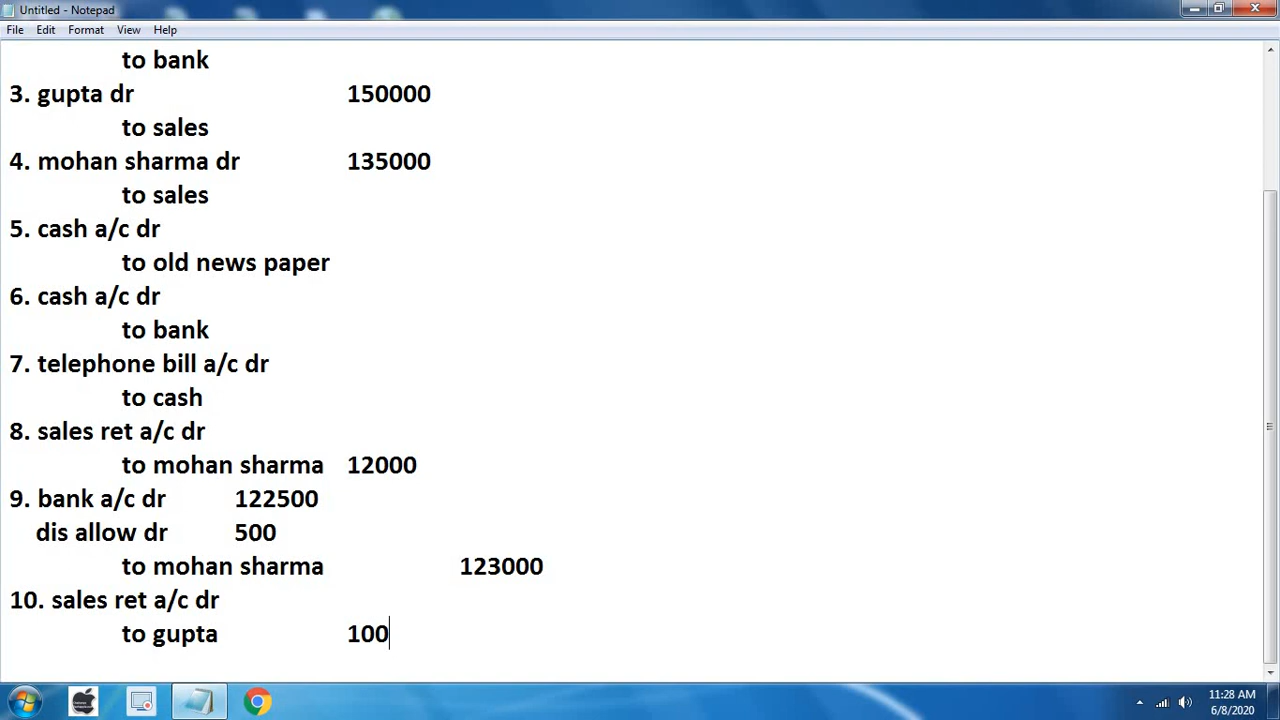 Untitled - Notepad
File Edit Format View Help
to bank
3. gupta dr 150000
to sales
4. mohan sharma dr 135000
to sales
5. cash a/c dr
to old news paper
6. cash a/c dr
to bank
7. telephone bill a/c dr
to cash
8. sales ret a/c dr
to mohan sharma 12000
9. bank a/c dr 122500
dis allow dr 500
to mohan sharma 123000
10. sales ret a/c dr
to gupta 100
11:28 AM
6/8/2020